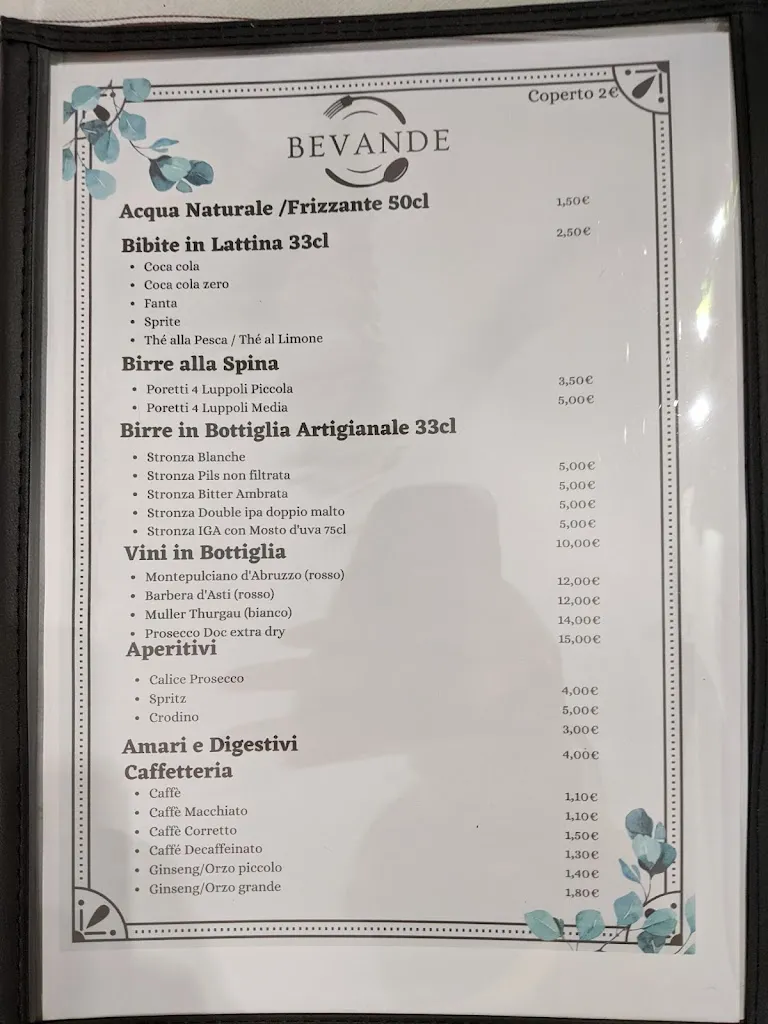 Coperto 2€
BEVANDE
Acqua Naturale /Frizzante 50cl 1,50€
Bibite in Lattina 33cl 2,50€
• Coca cola
• Coca cola zero
• Fanta
• Sprite
• Thé alla Pesca / Thé al Limone
Birre alla Spina
• Poretti 4 Luppoli Piccola 3,50€
• Poretti 4 Luppoli Media 5,00€
Birre in Bottiglia Artigianale 33cl
• Stronza Blanche 5,00€
• Stronza Pils non filtrata 5,00€
• Stronza Bitter Ambrata 5,00€
• Stronza Double ipa doppio malto 5,00€
• Stronza IGA con Mosto d'uva 75cl 10,00€
Vini in Bottiglia
• Montepulciano d'Abruzzo (rosso) 12,00€
• Barbera d'Asti (rosso) 12,00€
• Muller Thurgau (bianco) 14,00€
• Prosecco Doc extra dry 15,00€
Aperitivi
• Calice Prosecco 4,00€
• Spritz 5,00€
• Crodino 3,00€
Amari e Digestivi 4,00€
Caffetteria
• Caffè 1,10€
• Caffè Macchiato 1,10€
• Caffè Corretto 1,50€
• Caffé Decaffeinato 1,30€
• Ginseng/Orzo piccolo 1,40€
• Ginseng/Orzo grande 1,80€